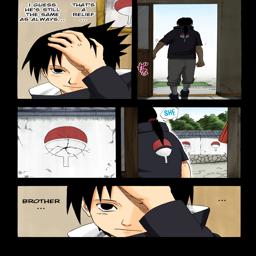 THAT'S
A
RELIEF
I GUESS
HE'S STILL
THE SAME
AS ALWAYS...
SHF
...
BROTHER
...